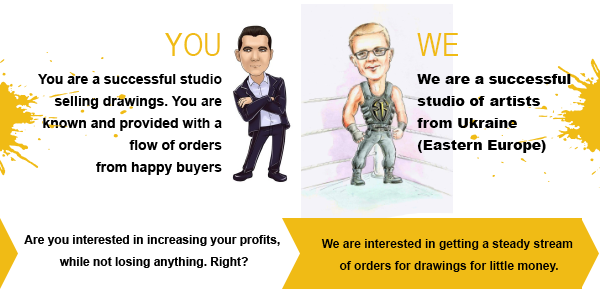 YOU
You are a successful studio
selling drawings. You are
known and provided with a
flow of orders
from happy buyers
WE
We are a successful
studio of artists
from Ukraine
(Eastern Europe)
Are you interested in increasing your profits,
while not losing anything. Right?
We are interested in getting a steady stream
of orders for drawings for little money.